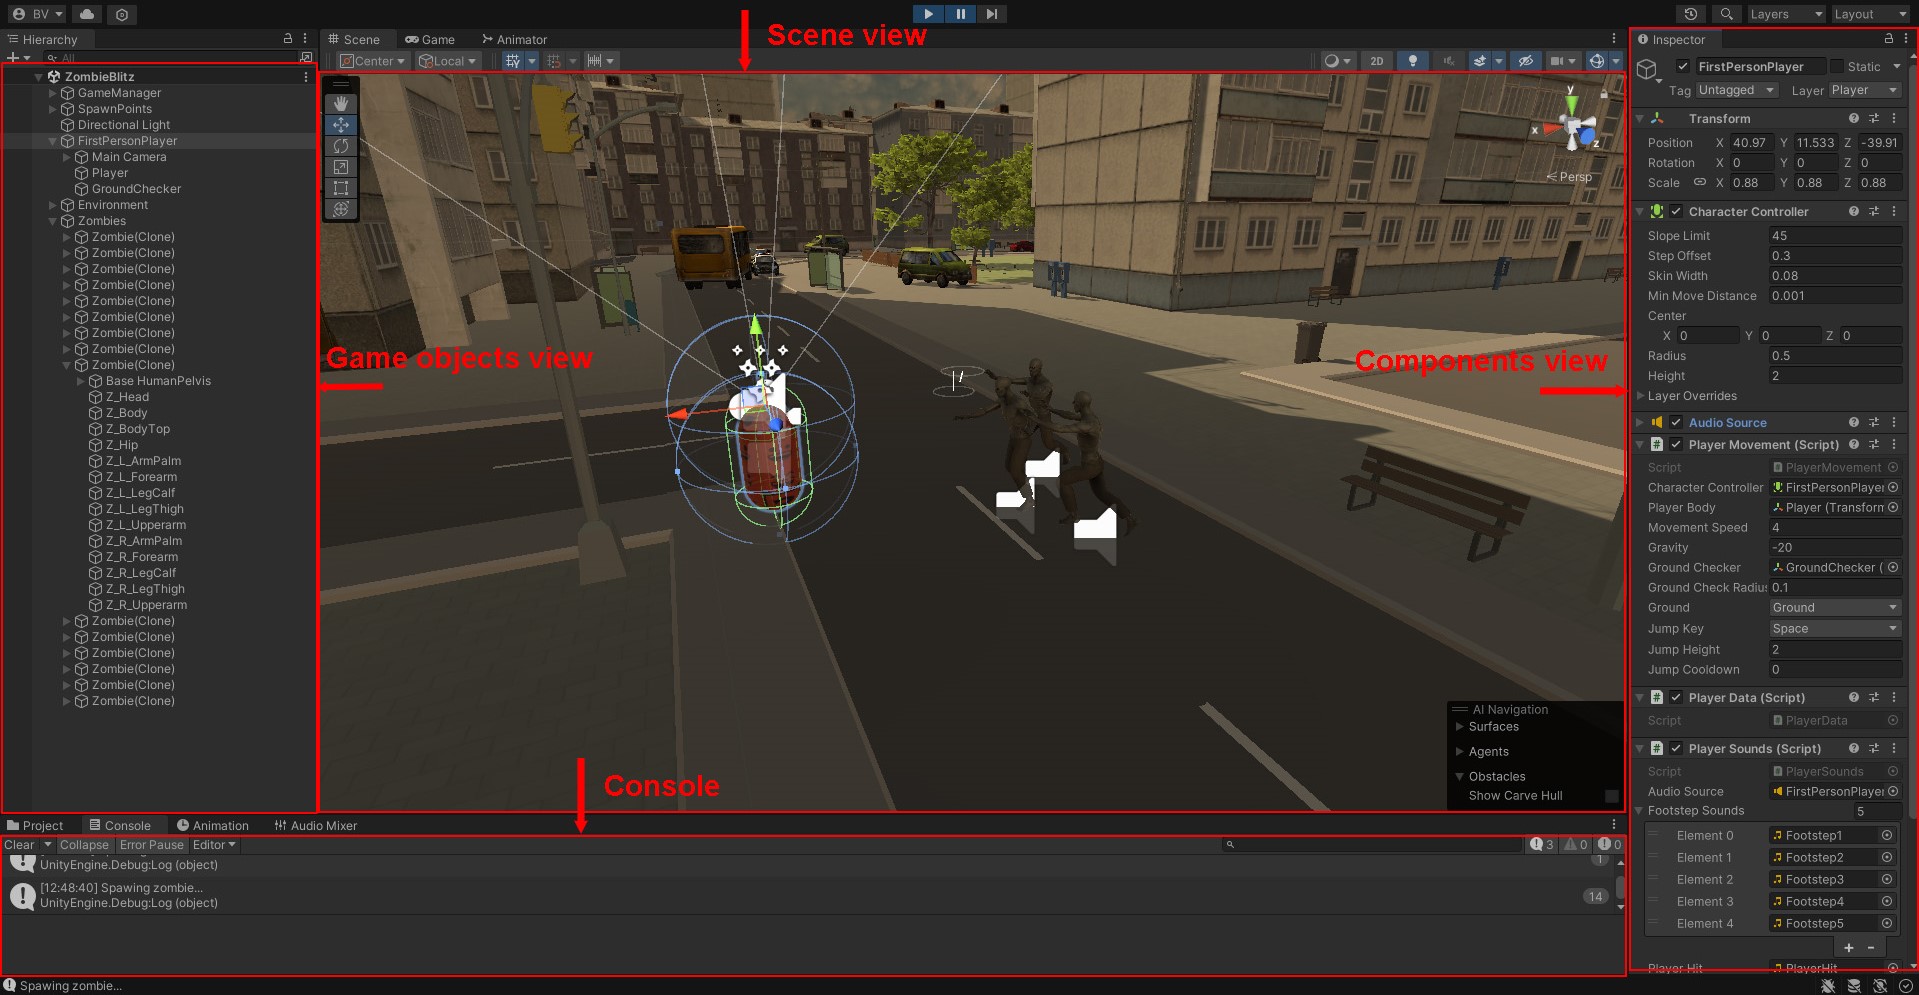 BV
Layers
Layout
Hierarchy
All
ZombieBlitz
GameManager
SpawnPoints
Directional Light
FirstPersonPlayer
Main Camera
Player
GroundChecker
Environment
Zombies
Zombie(Clone)
Zombie(Clone)
Zombie(Clone)
Zombie(Clone)
Zombie(Clone)
Zombie(Clone)
Zombie(Clone)
Zombie(Clone)
Zombie(Clone)
Base HumanPelvis
Z_Head
Z_Body
Z_BodyTop
Z_Hip
Z_L_ArmPalm
Z_L_Forearm
Z_L_LegCalf
Z_L_LegThigh
Z_L_Upperarm
Z_R_ArmPalm
Z_R_Forearm
Z_R_LegCalf
Z_R_LegThigh
Z_R_Upperarm
Zombie(Clone)
Zombie(Clone)
Zombie(Clone)
Zombie(Clone)
Zombie(Clone)
Zombie(Clone)
Scene Game Animator
Scene view
Center Local 2D
y
x
z
Persp
Game objects view
Components view
Console
AI Navigation
Surfaces
Agents
Obstacles
Show Carve Hull
Inspector
FirstPersonPlayer Static
Tag Untagged Layer Player
Transform
Position X 40.97 Y 11.533 Z -39.91
Rotation X 0 Y 0 Z 0
Scale X 0.88 Y 0.88 Z 0.88
Character Controller
Slope Limit 45
Step Offset 0.3
Skin Width 0.08
Min Move Distance 0.001
Center
X 0 Y 0 Z 0
Radius 0.5
Height 2
Layer Overrides
Audio Source
# Player Movement (Script)
Script # PlayerMovement
Character Controller FirstPersonPlayer
Player Body Player (Transform
Movement Speed 4
Gravity -20
Ground Checker GroundChecker (
Ground Check Radius 0.1
Ground Ground
Jump Key Space
Jump Height 2
Jump Cooldown 0
# Player Data (Script)
Script # PlayerData
# Player Sounds (Script)
Script # PlayerSounds
Audio Source FirstPersonPlayer
Footstep Sounds 5
Element 0 Footstep1
Element 1 Footstep2
Element 2 Footstep3
Element 3 Footstep4
Element 4 Footstep5
+ -
Player Hit PlayerHit
Project Console Animation Audio Mixer
Clear Collapse Error Pause Editor 3 0 0
UnityEngine.Debug:Log (object) 1
[12:48:40] Spawing zombie...
UnityEngine.Debug:Log (object) 14
Spawing zombie...